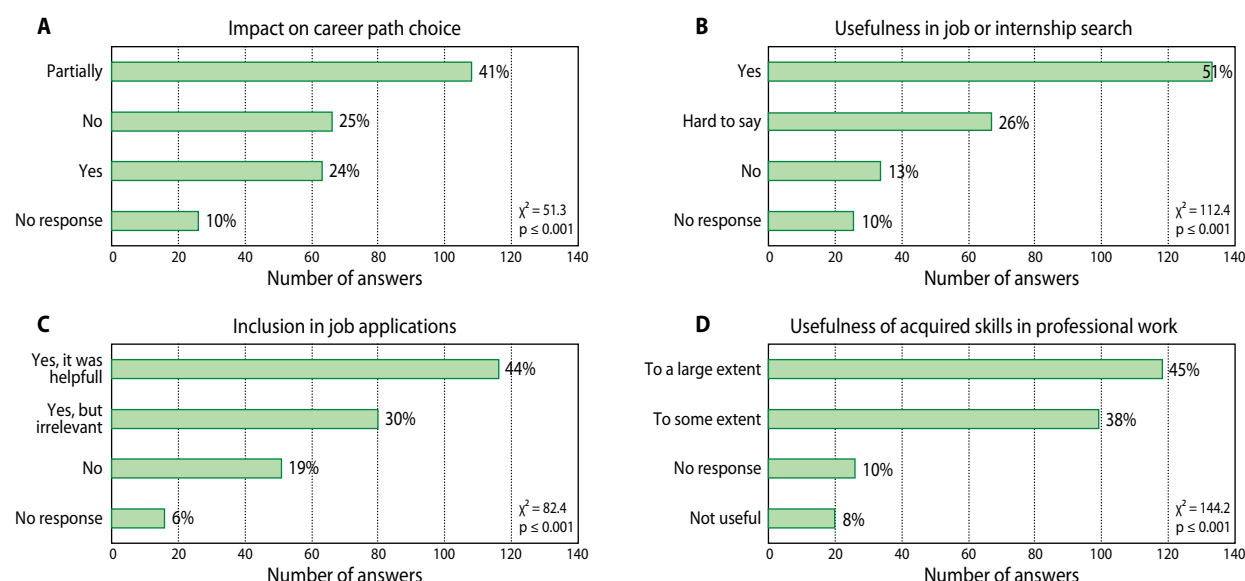 A Impact on career path choice
Partially 41%
No 25%
Yes 24%
No response 10%
χ² = 51.3
p ≤ 0.001
0 20 40 60 80 100 120 140
Number of answers
B Usefulness in job or internship search
Yes 51%
Hard to say 26%
No 13%
No response 10%
χ² = 112.4
p ≤ 0.001
0 20 40 60 80 100 120 140
Number of answers
C Inclusion in job applications
Yes, it was
helpfull 44%
Yes, but
irrelevant 30%
No 19%
No response 6%
χ² = 82.4
p ≤ 0.001
0 20 40 60 80 100 120 140
Number of answers
D Usefulness of acquired skills in professional work
To a large extent 45%
To some extent 38%
No response 10%
Not useful 8%
χ² = 144.2
p ≤ 0.001
0 20 40 60 80 100 120 140
Number of answers